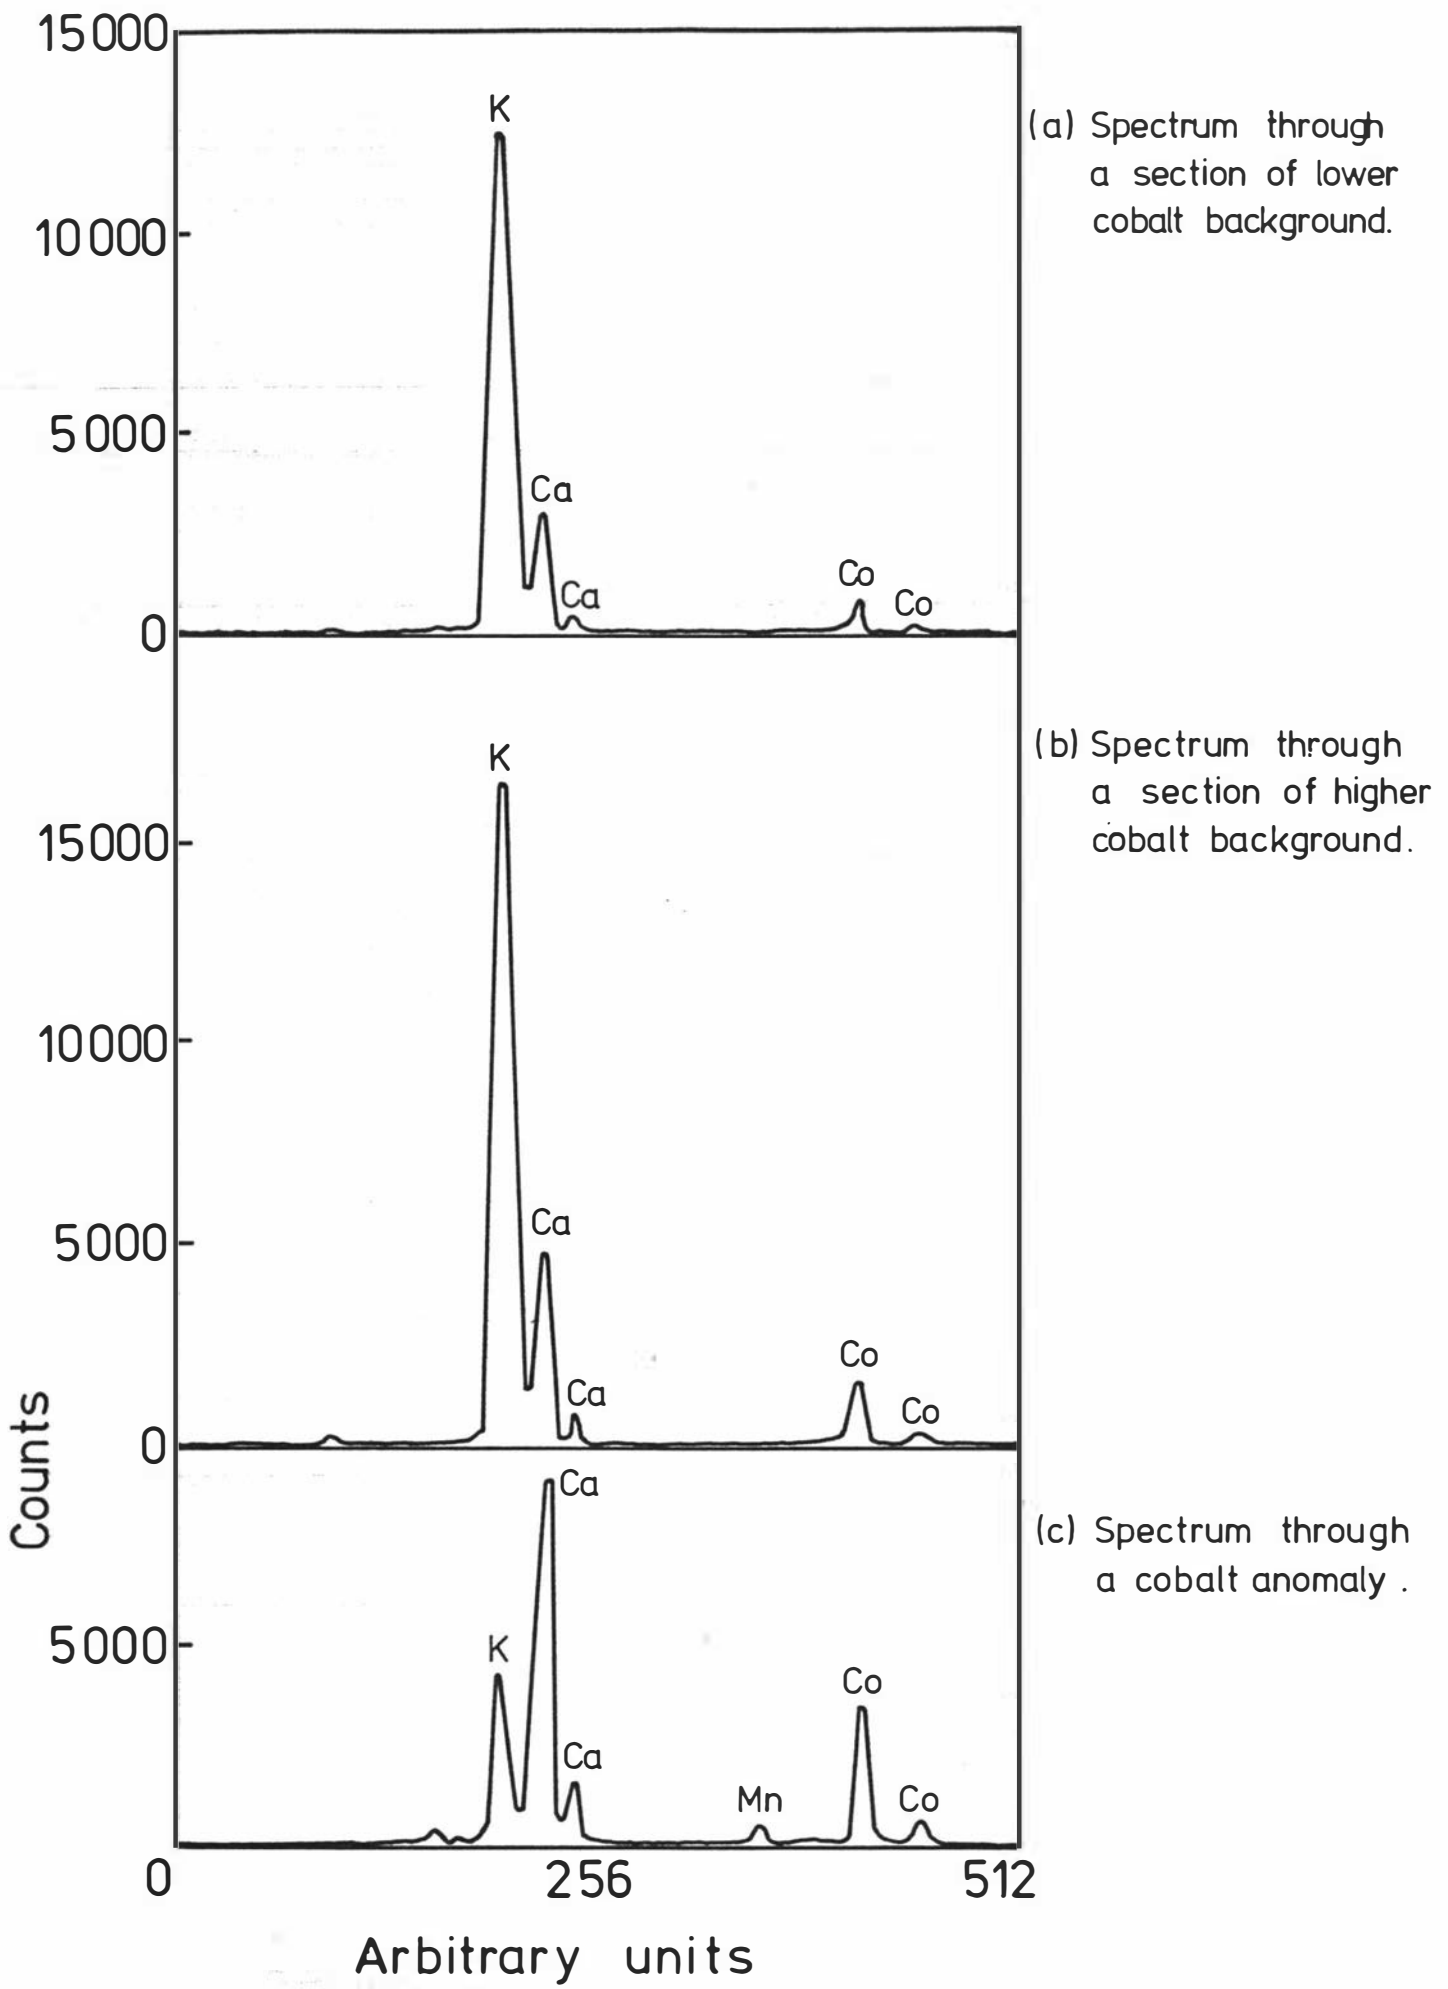 15000
K
(a) Spectrum through
a section of lower
cobalt background.
10000
5000
Ca
Ca
Co
Co
0
K
(b) Spectrum through
a section of higher
cobalt background.
15000
10000
5000
Ca
Ca
Co
Co
0
Counts
Ca
(c) Spectrum through
a cobalt anomaly.
5000
K
Ca
Mn
Co
Co
0 256 512
Arbitrary units